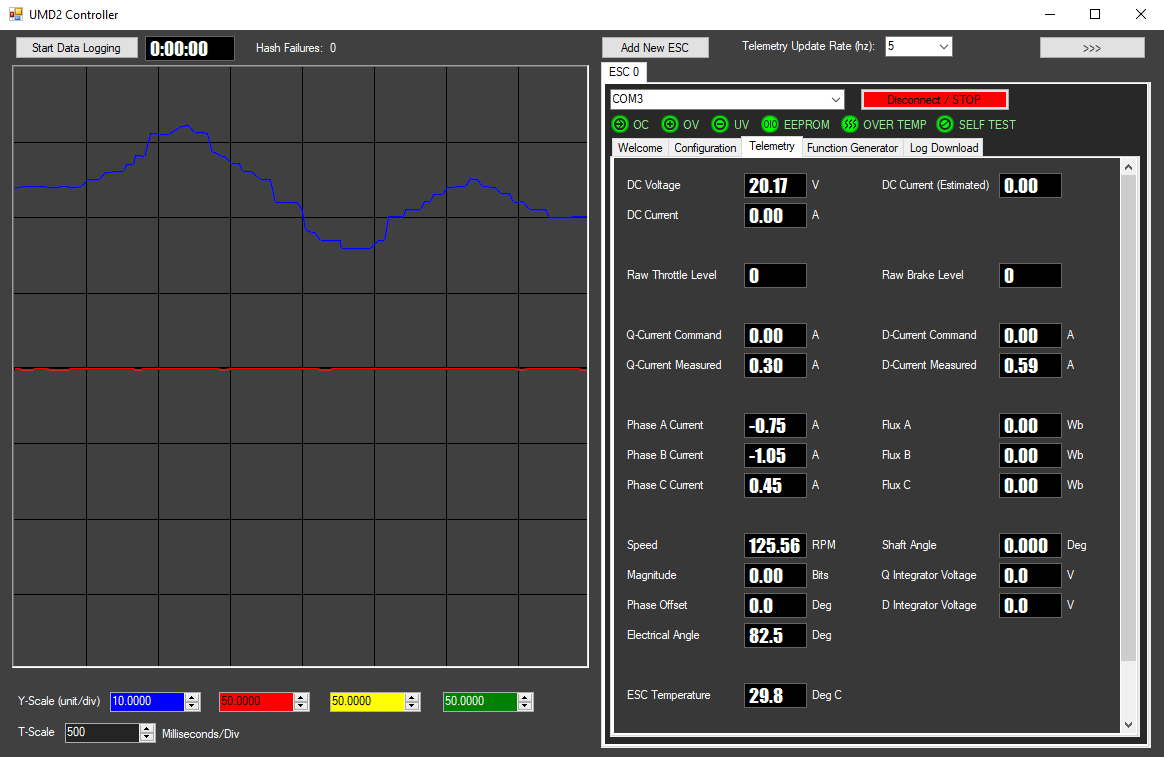 UMD2 Controller
Start Data Logging 0:00:00 Hash Failures: 0 Add New ESC Telemetry Update Rate (hz): 5 >>>
ESC 0
COM3 Disconnect / STOP
OC OV UV EEPROM OVER TEMP SELF TEST
Welcome Configuration Telemetry Function Generator Log Download
DC Voltage 20.17 V DC Current (Estimated) 0.00
DC Current 0.00 A
Raw Throttle Level 0 Raw Brake Level 0
Q-Current Command 0.00 A D-Current Command 0.00 A
Q-Current Measured 0.30 A D-Current Measured 0.59 A
Phase A Current -0.75 A Flux A 0.00 Wb
Phase B Current -1.05 A Flux B 0.00 Wb
Phase C Current 0.45 A Flux C 0.00 Wb
Speed 125.56 RPM Shaft Angle 0.000 Deg
Magnitude 0.00 Bits Q Integrator Voltage 0.0 V
Phase Offset 0.0 Deg D Integrator Voltage 0.0 V
Electrical Angle 82.5 Deg
ESC Temperature 29.8 Deg C
Y-Scale (unit/div) 10.0000 50.0000 50.0000 50.0000
T-Scale 500 Milliseconds/Div